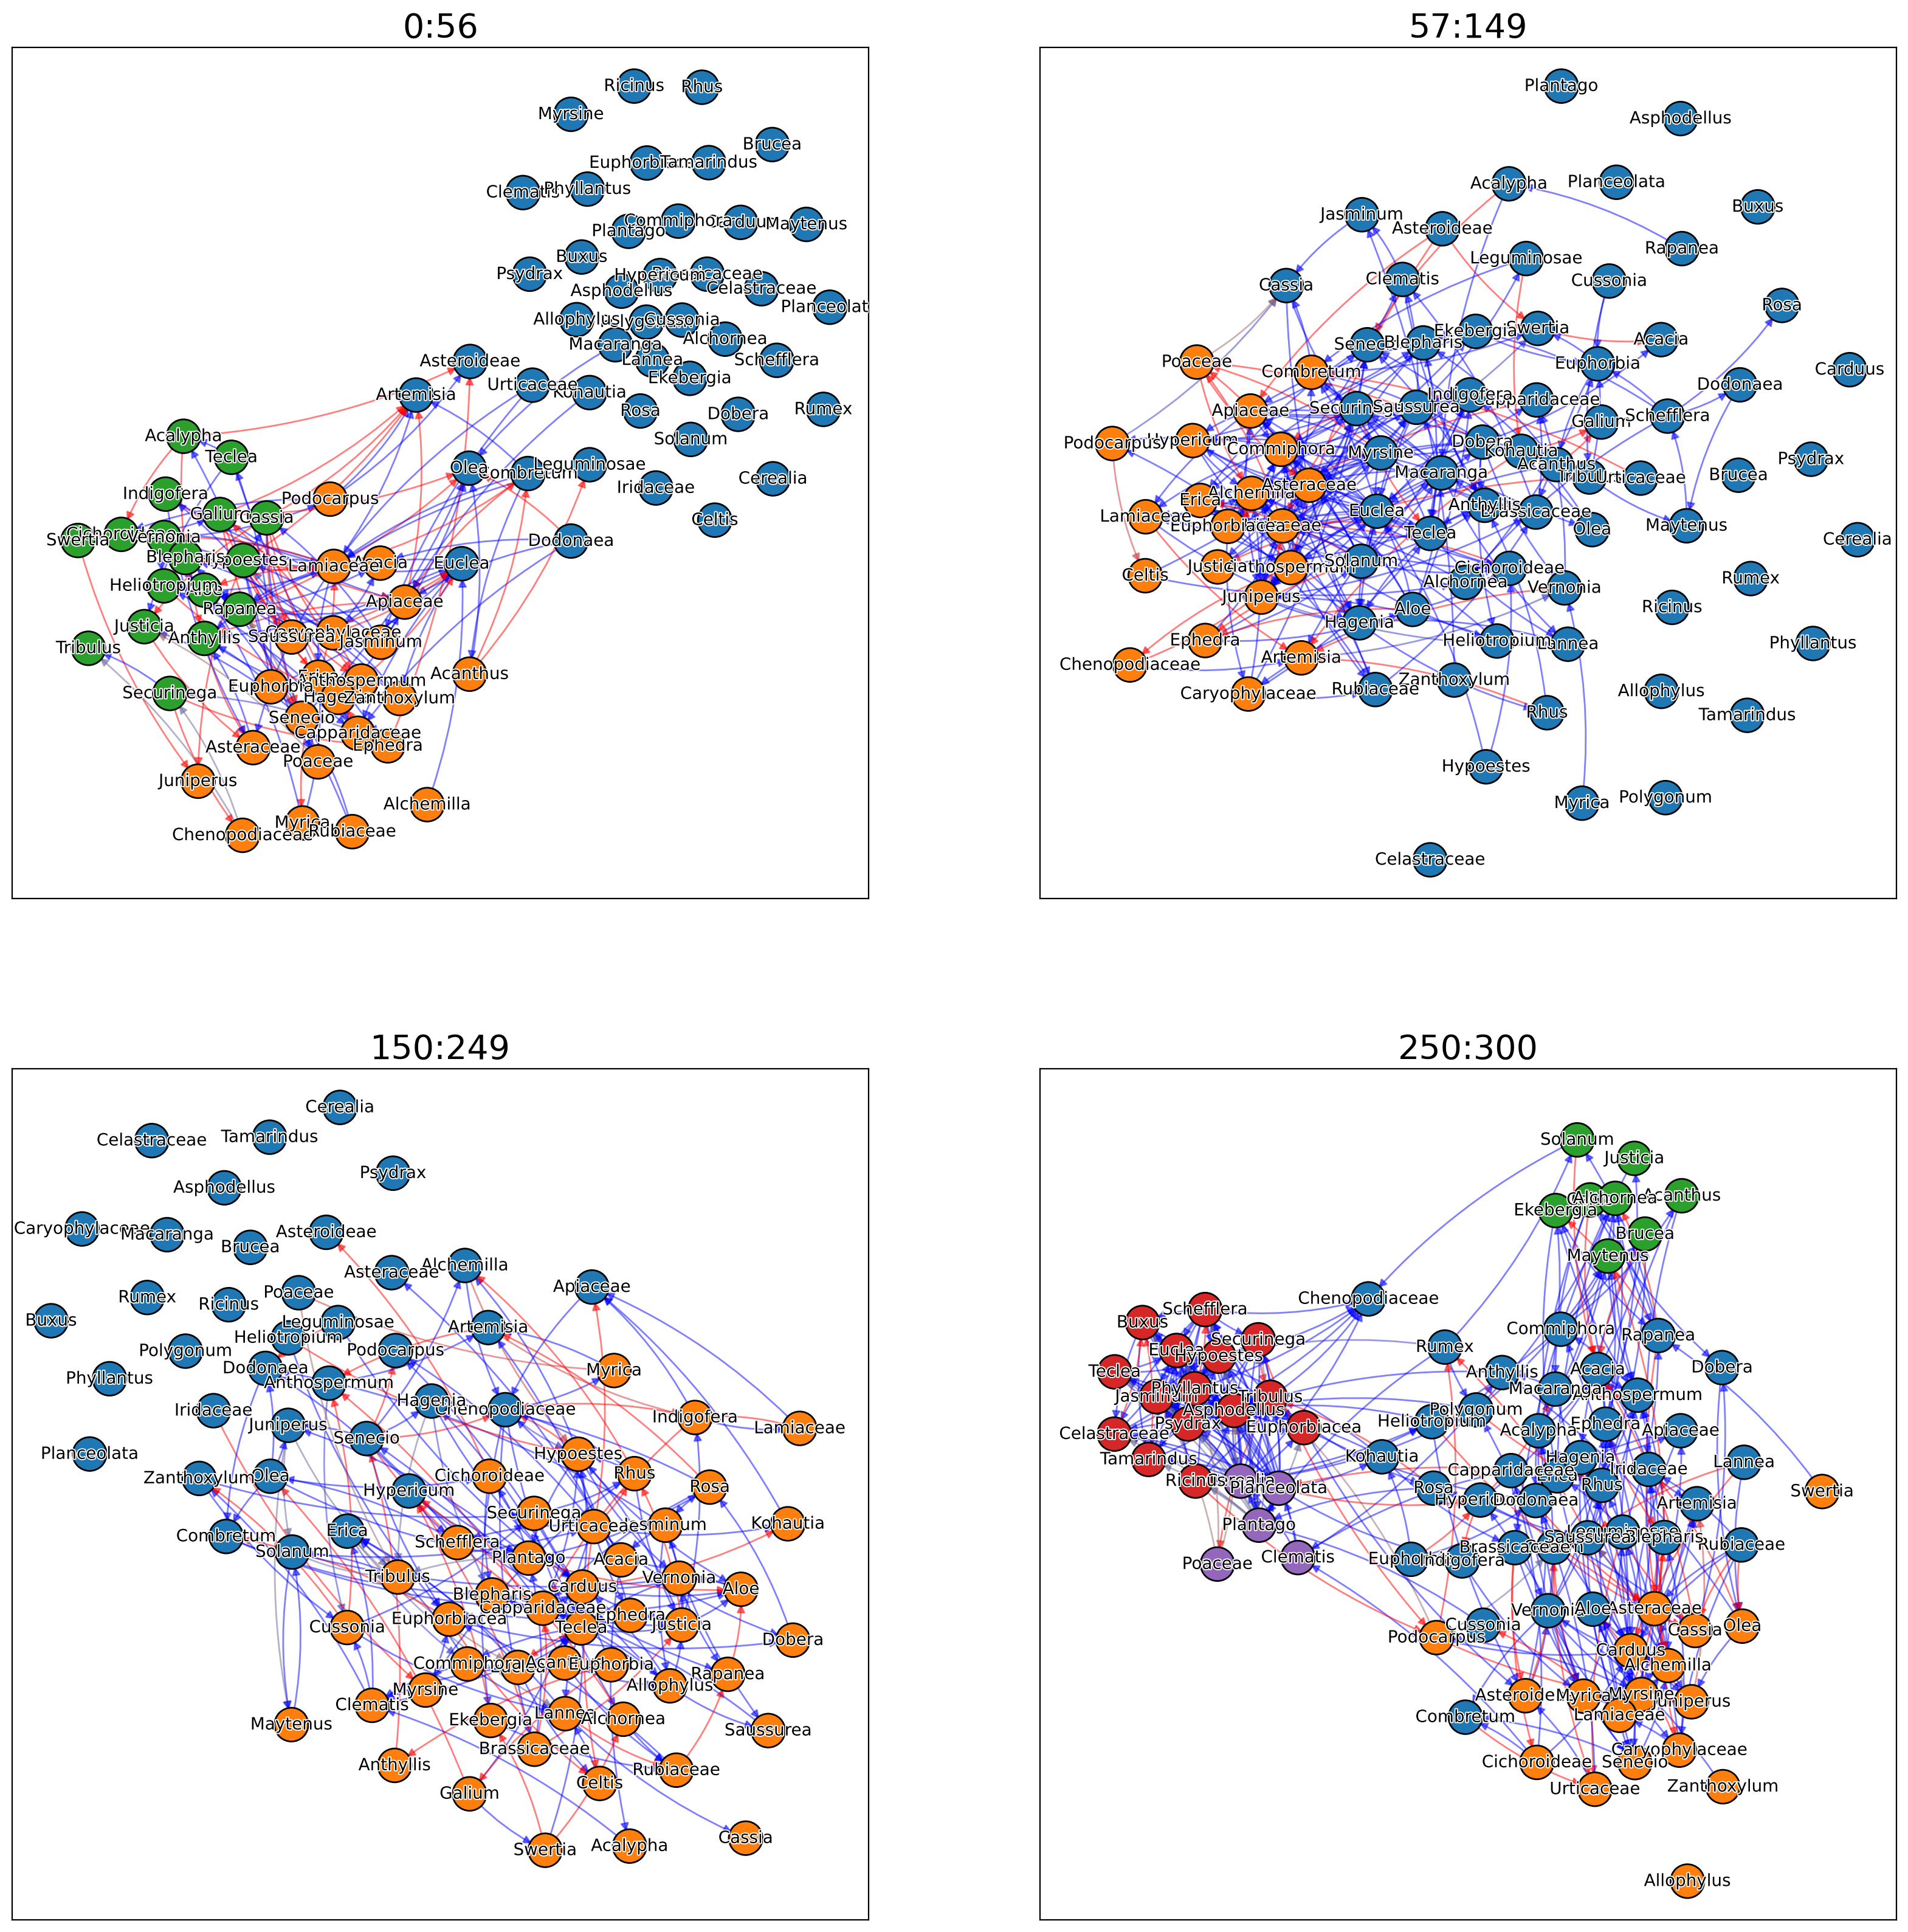 0:56
Ricinus
Rhus
Myrsine
Brucea
Tamarindus
Clematis
Phyllantus
Commiphora
Maytenus
Plantago
Buxus
Psydrax
Hypericum
Asphodellus
Celastraceae
Planceolat
Allophylus
Cussonia
Macaranga
Alchornea
Lannea
Schefflera
Asteroideae
Ekebergia
Urticaceae
Kohautia
Artemisia
Rosa
Dobera
Rumex
Acalypha
Solanum
Teclea
Olea
Combretum
Leguminosae
Iridaceae
Cerealia
Indigofera
Podocarpus
Galium
Cassia
Celtis
Swertia
Vernonia
Dodonaea
Blepharis
Hypoestes
Lamiaceae
Acacia
Euclea
Heliotropium
Aloe
Apiaceae
Rapanea
Justicia
Anthyllis
Saussurea
Jasminum
Tribulus
Acanthus
Anthospermum
Securinega
Euphorbia
Zanthoxylum
Senecio
Capparidaceae
Asteraceae
Ephedra
Poaceae
Juniperus
Alchemilla
Myrica
Chenopodiaceae
Rubiaceae
57:149
Plantago
Asphodellus
Acalypha
Planceolata
Buxus
Jasminum
Asteroideae
Rapanea
Leguminosae
Clematis
Cussonia
Cassia
Rosa
Ekebergia
Swertia
Senecio
Blepharis
Acacia
Poaceae
Euphorbia
Combretum
Carduus
Dodonaea
Indigofera
Capparidaceae
Apiaceae
Securinega
Saussurea
Schefflera
Galium
Podocarpus
Hypericum
Dobera
Commiphora
Myrsine
Kohautia
Psydrax
Acanthus
Macaranga
Brucea
Tribulus
Urticaceae
Asteraceae
Alchemilla
Erica
Anthyllis
Lamiaceae
Euclea
Brassicaceae
Euphorbiacea
Maytenus
Olea
Teclea
Cerealia
Solanum
Justicia
Cichoroideae
Celtis
Alchornea
Rumex
Vernonia
Juniperus
Aloe
Ricinus
Hagenia
Ephedra
Heliotropium
Lannea
Phyllantus
Artemisia
Chenopodiaceae
Zanthoxylum
Rubiaceae
Caryophylaceae
Allophylus
Rhus
Tamarindus
Hypoestes
Myrica
Polygonum
Celastraceae
150:249
Cerealia
Celastraceae
Tamarindus
Psydrax
Asphodellus
Caryophylaceae
Macaranga
Asteroideae
Brucea
Alchemilla
Asteraceae
Apiaceae
Poaceae
Rumex
Ricinus
Buxus
Leguminosae
Artemisia
Heliotropium
Polygonum
Podocarpus
Dodonaea
Myrica
Phyllantus
Anthospermum
Hagenia
Iridaceae
Chenopodiaceae
Indigofera
Juniperus
Lamiaceae
Senecio
Planceolata
Hypoestes
Zanthoxylum
Olea
Cichoroideae
Rhus
Hypericum
Rosa
Securinega
Urticaceae
Jasminum
Kohautia
Erica
Combretum
Schefflera
Solanum
Plantago
Acacia
Tribulus
Vernonia
Carduus
Aloe
Blepharis
Capparidaceae
Euphorbiacea
Ephedra
Cussonia
Teclea
Justicia
Dobera
Commiphora
Euphorbia
Rapanea
Allophylus
Myrsine
Clematis
Lannea
Ekebergia
Alchornea
Maytenus
Saussurea
Brassicaceae
Anthyllis
Rubiaceae
Celtis
Galium
Cassia
Acalypha
Swertia
250:300
Solanum
Justicia
Alchornea
Acanthus
Ekebergia
Brucea
Maytenus
Chenopodiaceae
Schefflera
Buxus
Commiphora
Rapanea
Securinega
Rumex
Euclea
Hypoestes
Dobera
Acacia
Teclea
Anthyllis
Phyllantus
Macaranga
Anthospermum
Jasminum
Tribulus
Asphodellus
Polygonum
Psydrax
Heliotropium
Ephedra
Euphorbiacea
Acalypha
Apiaceae
Celastraceae
Kohautia
Hagenia
Tamarindus
Lannea
Capparidaceae
Iridaceae
Ricinus
Cerealia
Erica
Planceolata
Rosa
Rhus
Swertia
Hypericum
Dodonaea
Artemisia
Plantago
Saussurea
Blepharis
Rubiaceae
Brassicaceae
Clematis
Poaceae
Indigofera
Vernonia
Aloe
Asteraceae
Cussonia
Olea
Cassia
Podocarpus
Carduus
Alchemilla
Asteroideae
Myrica
Myrsine
Juniperus
Lamiaceae
Combretum
Caryophylaceae
Cichoroideae
Senecio
Urticaceae
Zanthoxylum
Allophylus